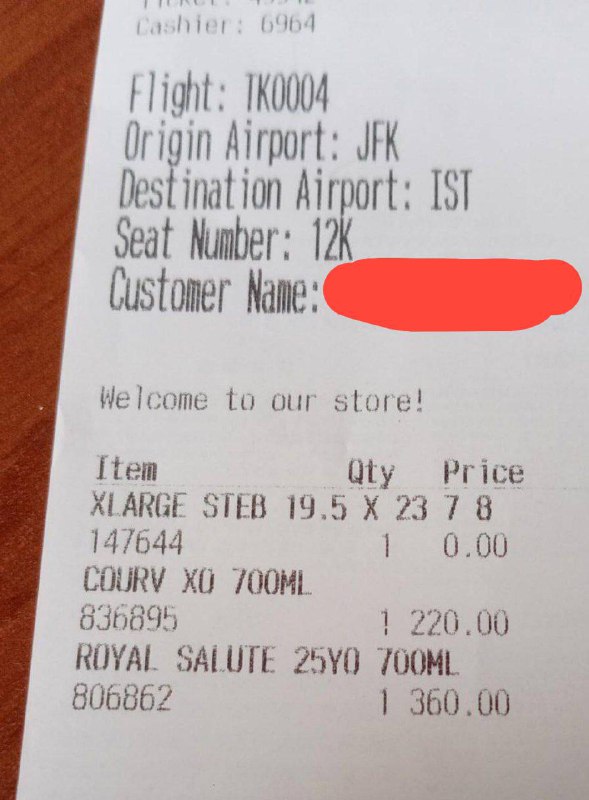 Cashier: 6964
Flight: TK0004
Origin Airport: JFK
Destination Airport: IST
Seat Number: 12K
Customer Name:
Welcome to our store!
Item Qty Price
XLARGE STEB 19.5 X 23 7 8
147644 1 0.00
COURV XO 700ML
836895 1 220.00
ROYAL SALUTE 25YO 700ML
806862 1 360.00